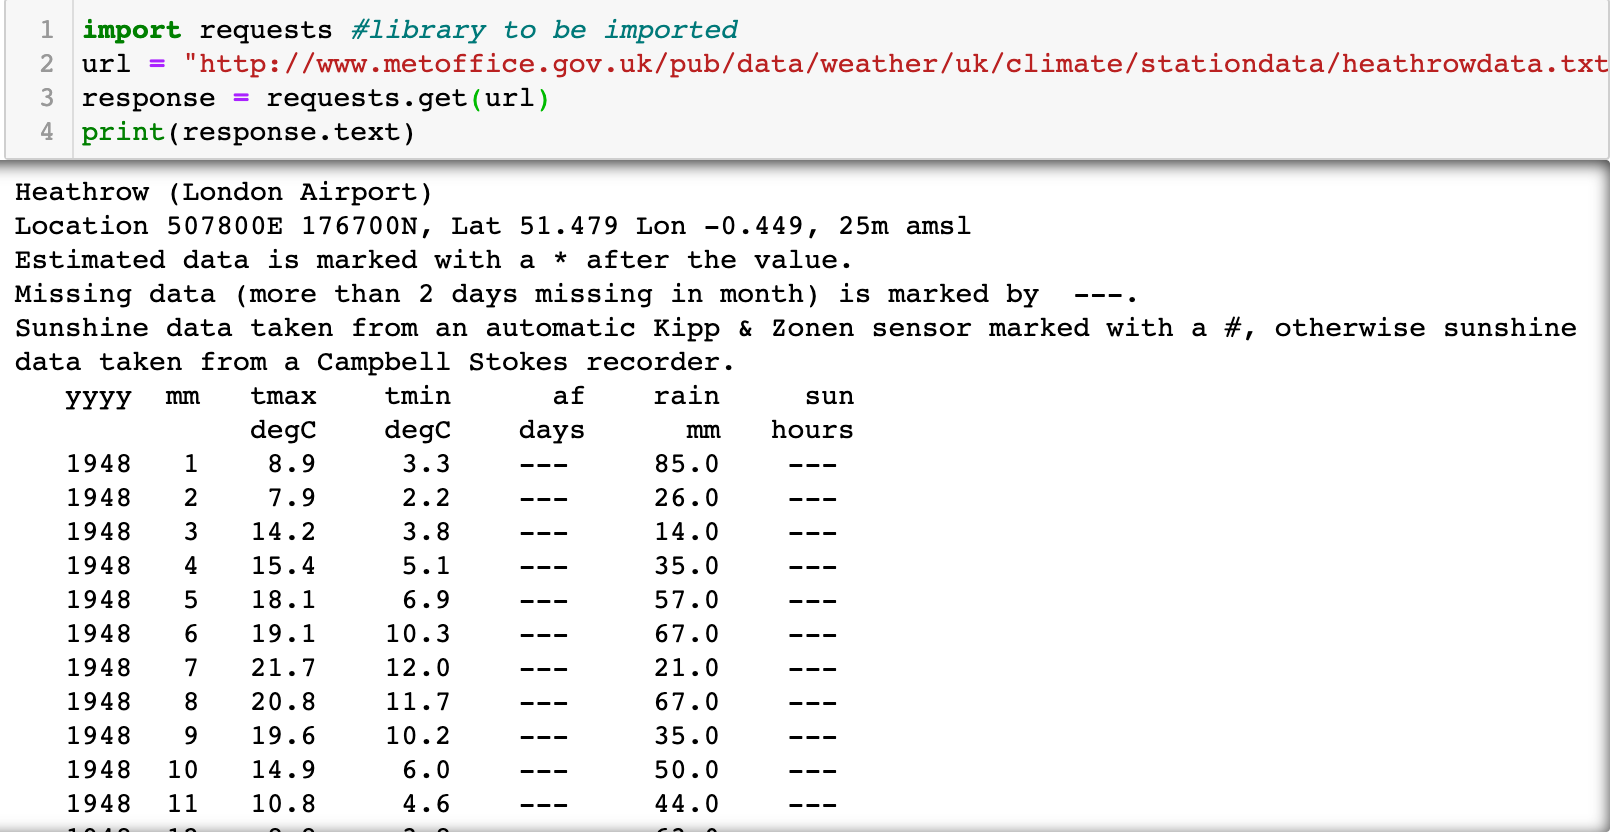 1 import requests #library to be imported
2 url = "http://www.metoffice.gov.uk/pub/data/weather/uk/climate/stationdata/heathrowdata.txt
3 response = requests.get(url)
4 print(response.text)
Heathrow (London Airport)
Location 507800E 176700N, Lat 51.479 Lon -0.449, 25m amsl
Estimated data is marked with a * after the value.
Missing data (more than 2 days missing in month) is marked by  ---.
Sunshine data taken from an automatic Kipp & Zonen sensor marked with a #, otherwise sunshine
data taken from a Campbell Stokes recorder.
yyyy mm tmax tmin af rain sun
degC degC days mm hours
1948 1 8.9 3.3 --- 85.0 ---
1948 2 7.9 2.2 --- 26.0 ---
1948 3 14.2 3.8 --- 14.0 ---
1948 4 15.4 5.1 --- 35.0 ---
1948 5 18.1 6.9 --- 57.0 ---
1948 6 19.1 10.3 --- 67.0 ---
1948 7 21.7 12.0 --- 21.0 ---
1948 8 20.8 11.7 --- 67.0 ---
1948 9 19.6 10.2 --- 35.0 ---
1948 10 14.9 6.0 --- 50.0 ---
1948 11 10.8 4.6 --- 44.0 ---